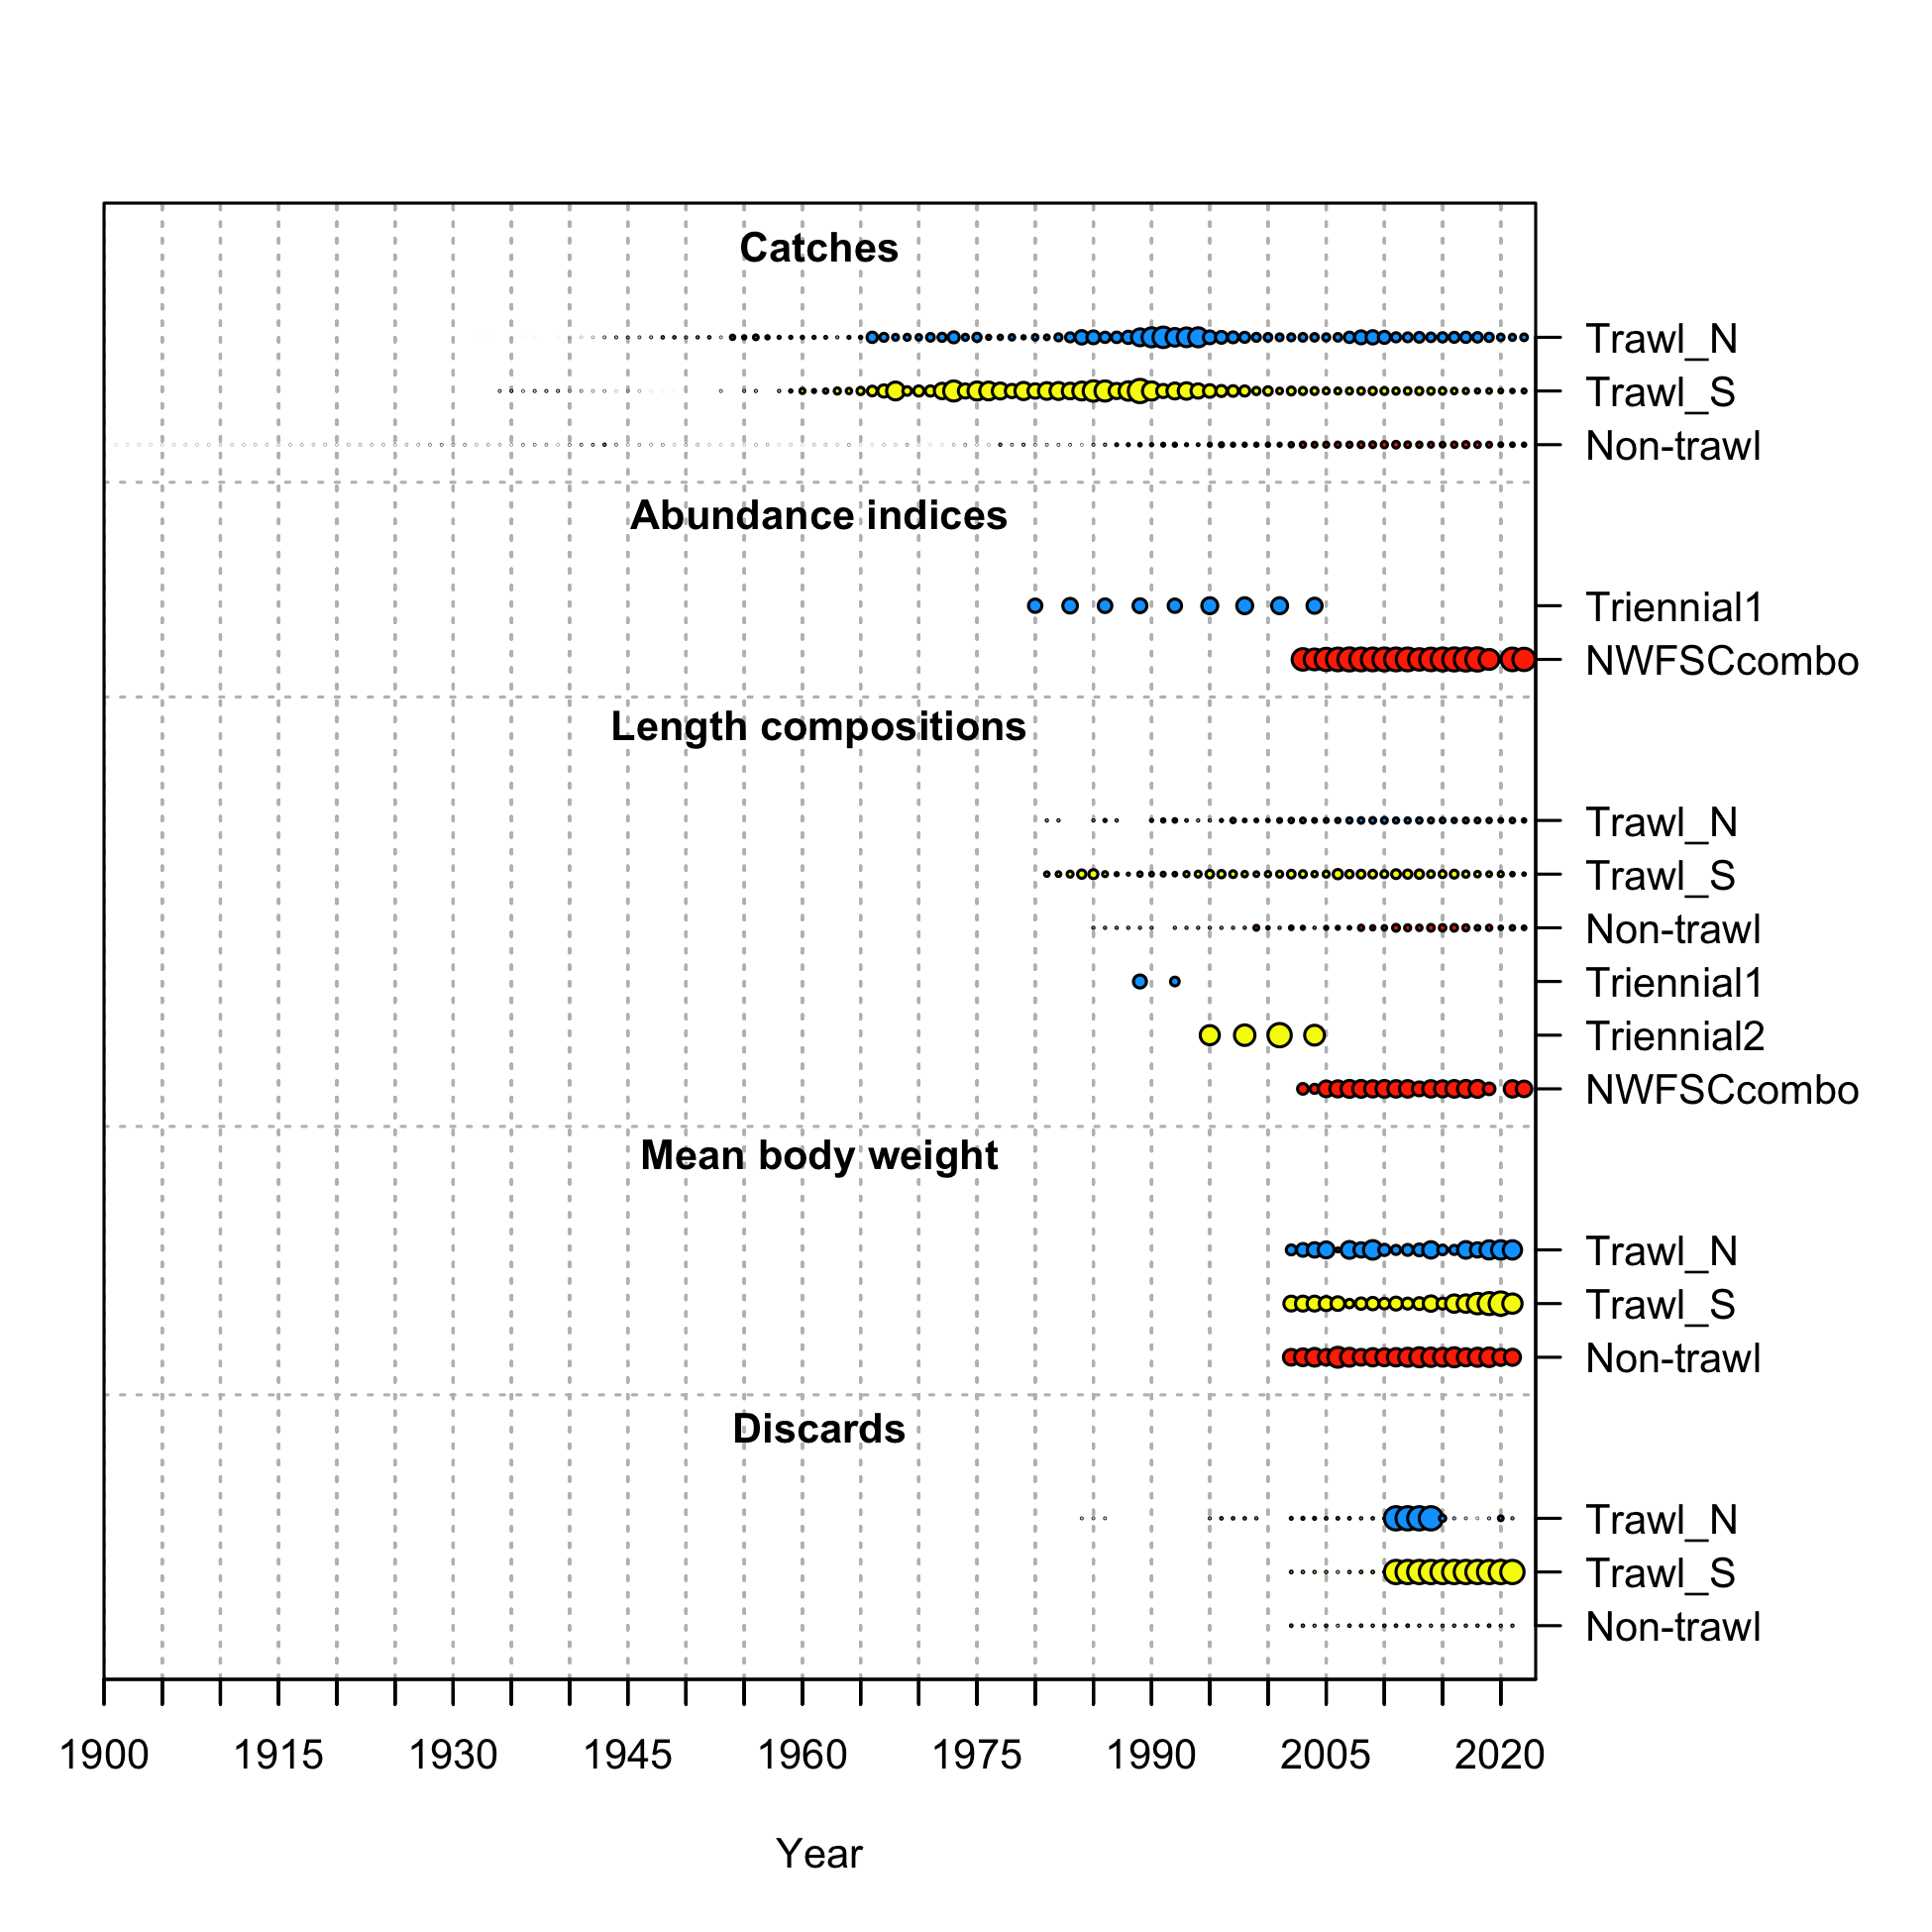 Catches
Trawl_N
Trawl_S
Non-trawl
Abundance indices
Triennial1
NWFSCcombo
Length compositions
Trawl_N
Trawl_S
Non-trawl
Triennial1
Triennial2
NWFSCcombo
Mean body weight
Trawl_N
Trawl_S
Non-trawl
Discards
Trawl_N
Trawl_S
Non-trawl
1900 1915 1930 1945 1960 1975 1990 2005 2020
Year